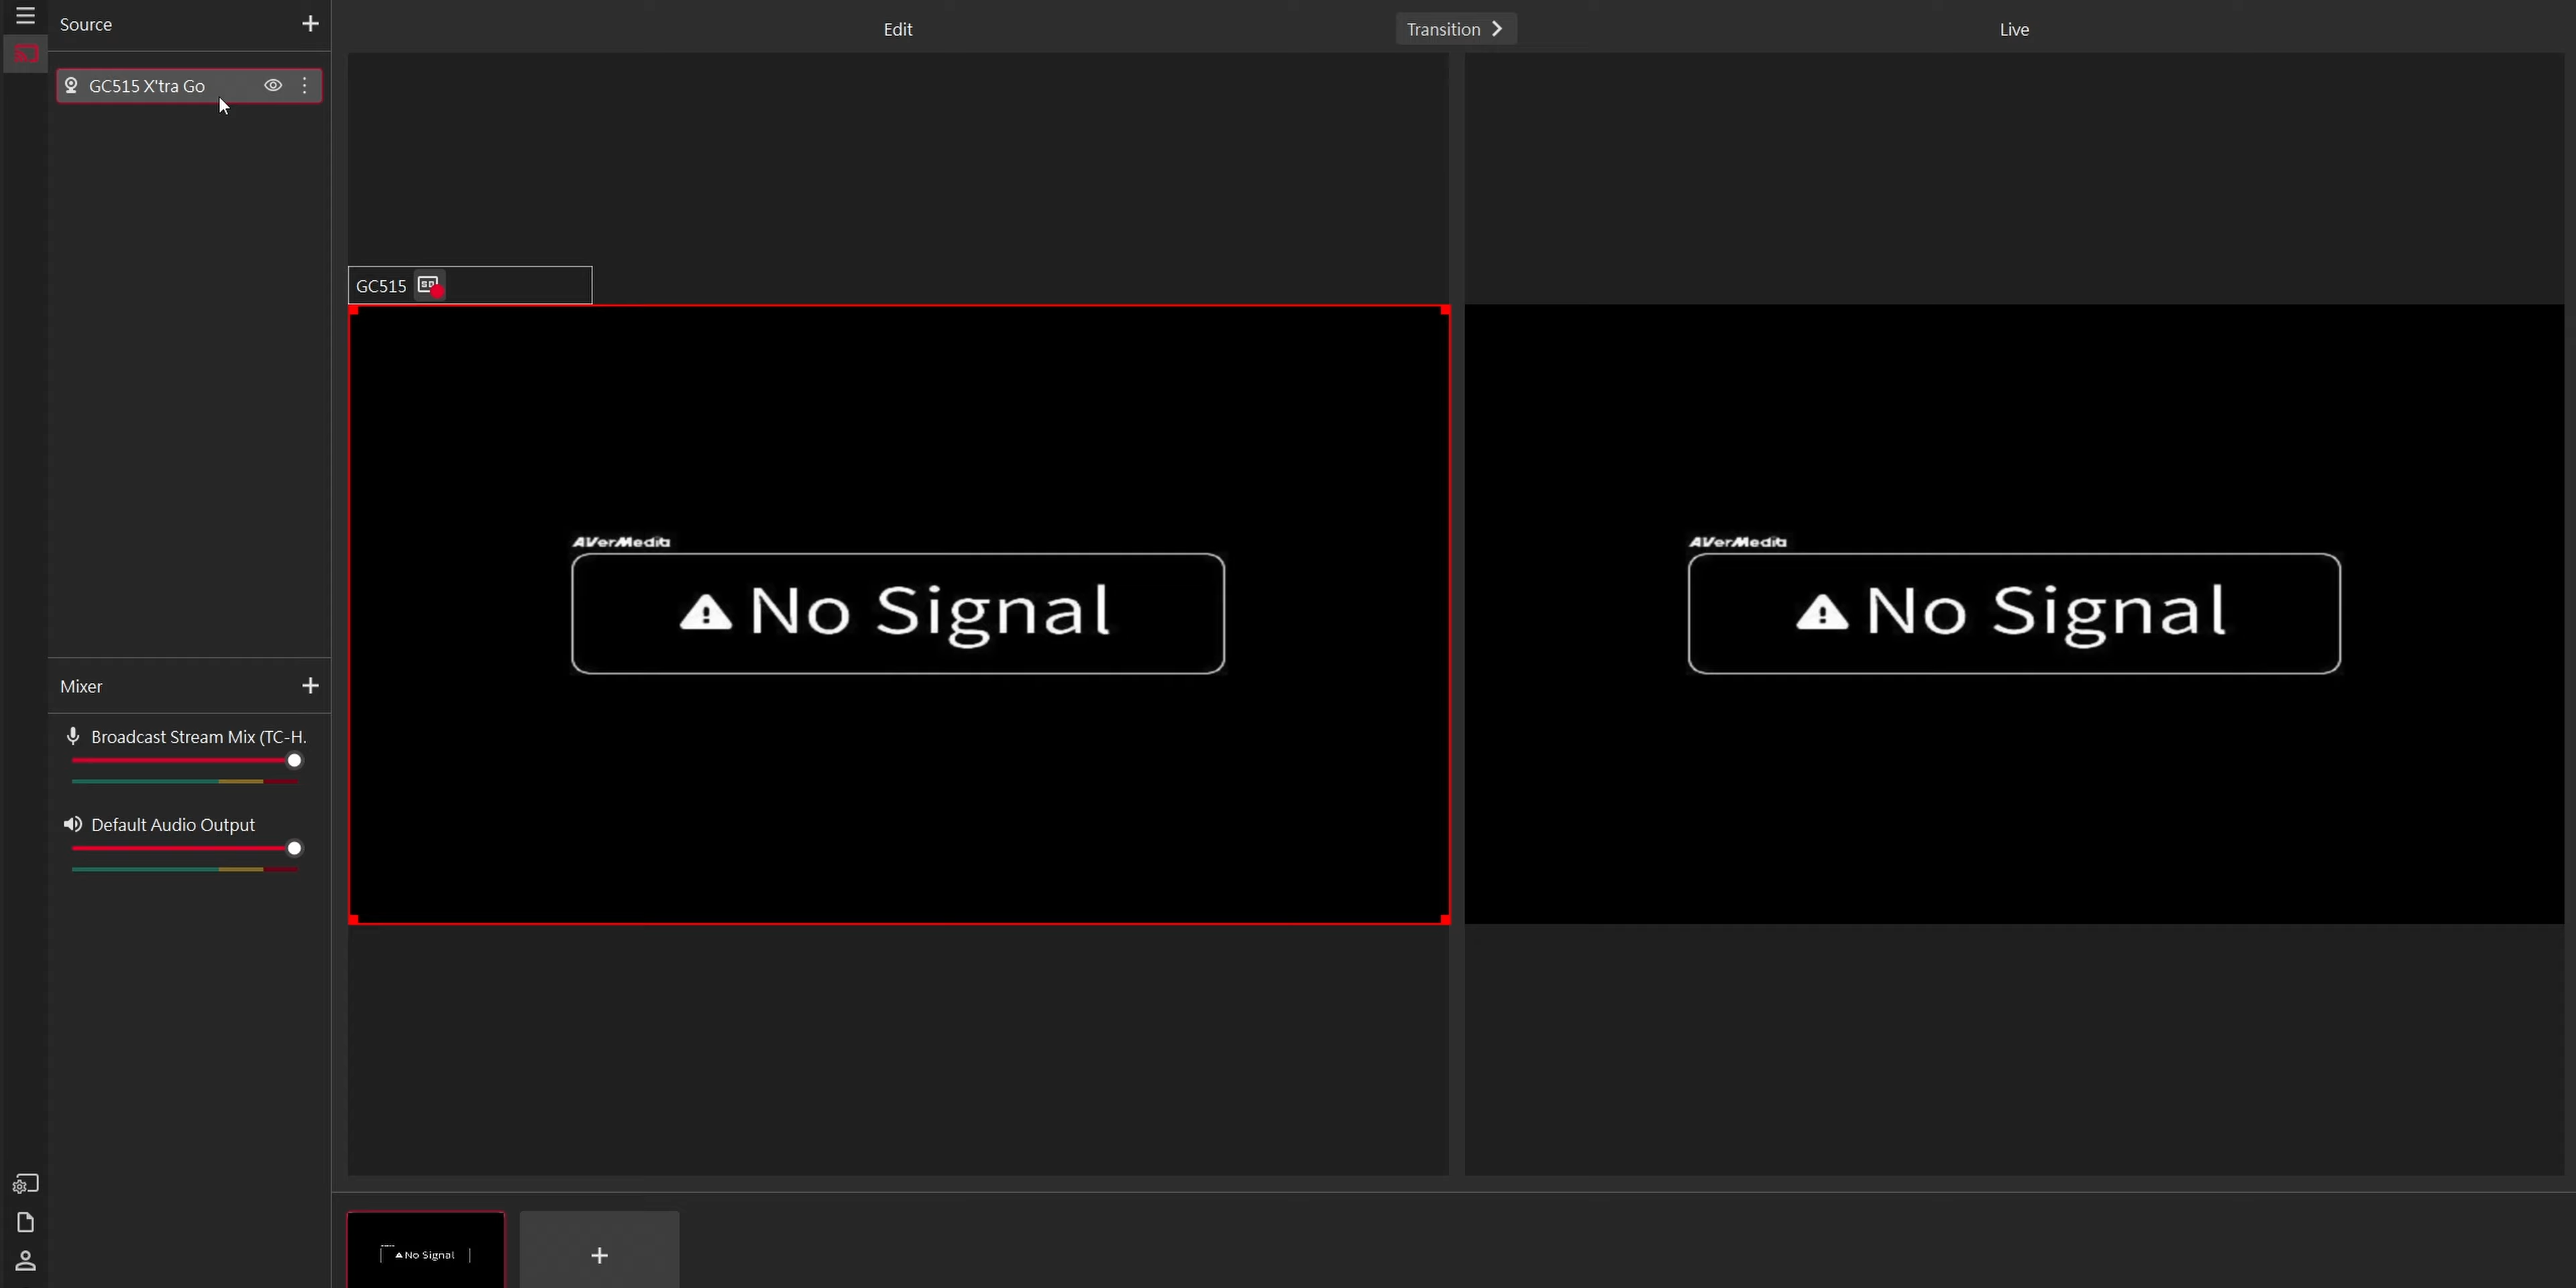 Source
GC515 X'tra Go
Mixer
Broadcast Stream Mix (TC-H.
Default Audio Output
Edit
Transition
Live
GC515
AVerMedia
No Signal
AVerMedia
No Signal
No Signal